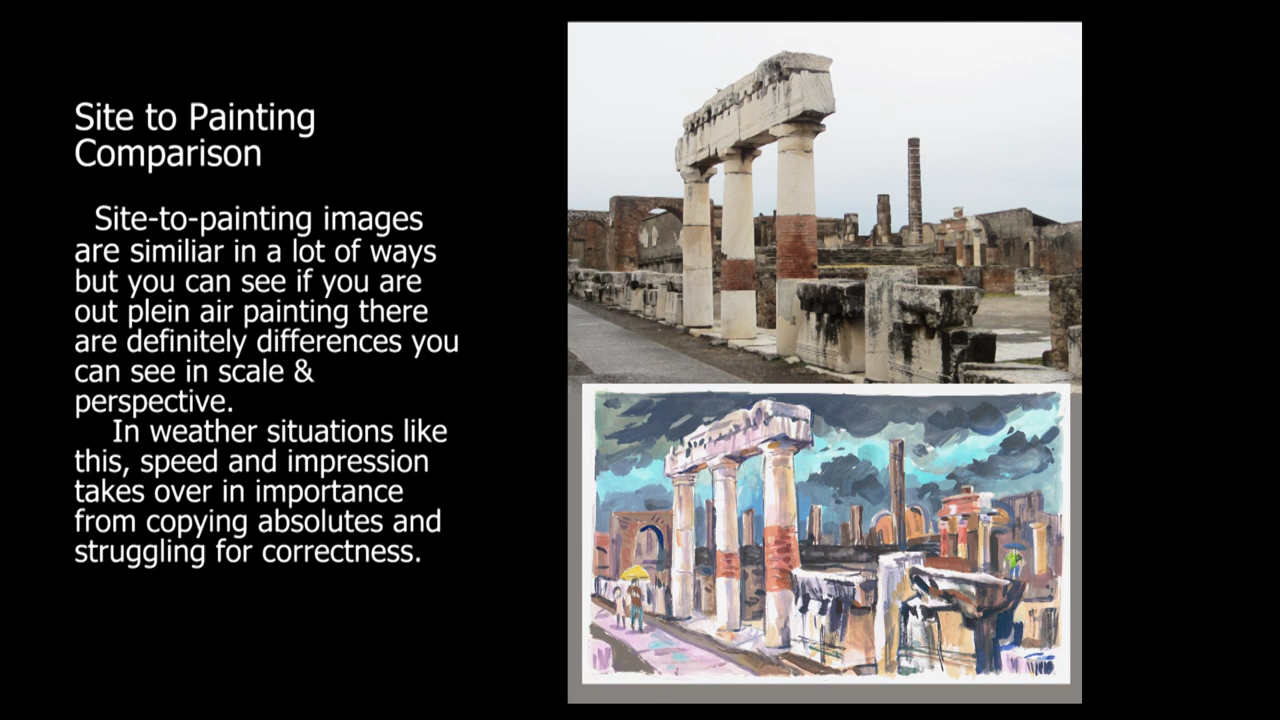 Site to Painting
Comparison
Site-to-painting images
are similiar in a lot of ways
but you can see if you are
out plein air painting there
are definitely differences you
can see in scale &
perspective.
In weather situations like
this, speed and impression
takes over in importance
from copying absolutes and
struggling for correctness.